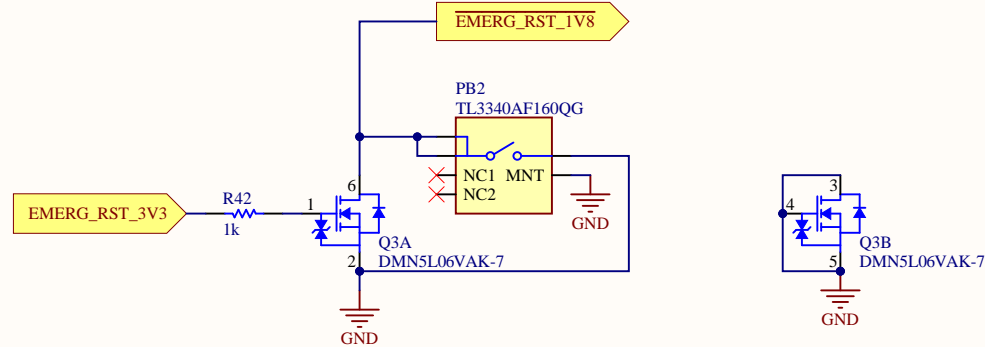 EMERG_RST_1V8
PB2
TL3340AF160QG
NC1 MNT
NC2
GND
EMERG_RST_3V3
R42
1k
1
6
2
Q3A
DMN5L06VAK-7
GND
3
4
5
Q3B
DMN5L06VAK-7
GND